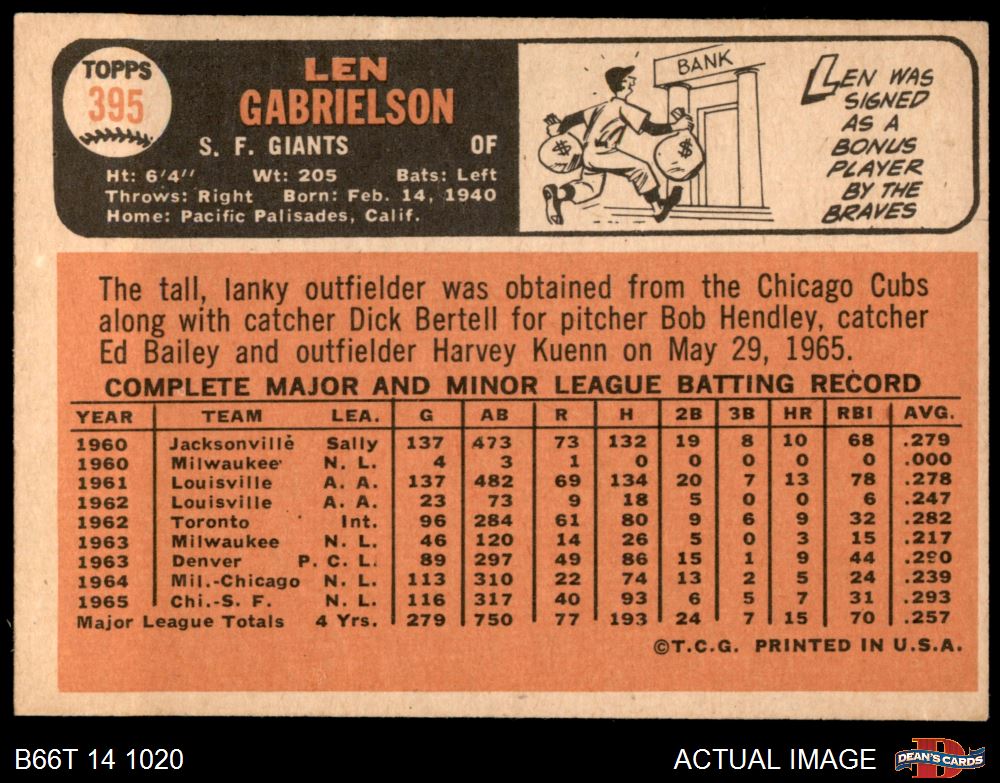 TOPPS
395
LEN
GABRIELSON
S. F. GIANTS OF
Ht: 6'4" Wt: 205 Bats: Left
Throws: Right Born: Feb. 14, 1940
Home: Pacific Palisades, Calif.
BANK
$ $
LEN WAS
SIGNED
AS A
BONUS
PLAYER
BY THE
BRAVES
The tall, lanky outfielder was obtained from the Chicago Cubs
along with catcher Dick Bertell for pitcher Bob Hendley, catcher
Ed Bailey and outfielder Harvey Kuenn on May 29, 1965.
COMPLETE MAJOR AND MINOR LEAGUE BATTING RECORD
YEAR TEAM LEA. G AB R H 2B 3B HR RBI AVG.
1960 Jacksonville Sally 137 473 73 132 19 8 10 68 .279
1960 Milwaukee N. L. 4 3 1 0 0 0 0 0 .000
1961 Louisville A. A. 137 482 69 134 20 7 13 78 .278
1962 Louisville A. A. 23 73 9 18 5 0 0 6 .247
1962 Toronto Int. 96 284 61 80 9 6 9 32 .282
1963 Milwaukee N. L. 46 120 14 26 5 0 3 15 .217
1963 Denver P. C. L. 89 297 49 86 15 1 9 44 .290
1964 Mil.-Chicago N. L. 113 310 22 74 13 2 5 24 .239
1965 Chi.-S. F. N. L. 116 317 40 93 6 5 7 31 .293
Major League Totals 4 Yrs. 279 750 77 193 24 7 15 70 .257
©T.C.G. PRINTED IN U.S.A.
B66T 14 1020 ACTUAL IMAGE DEAN'S CARDS